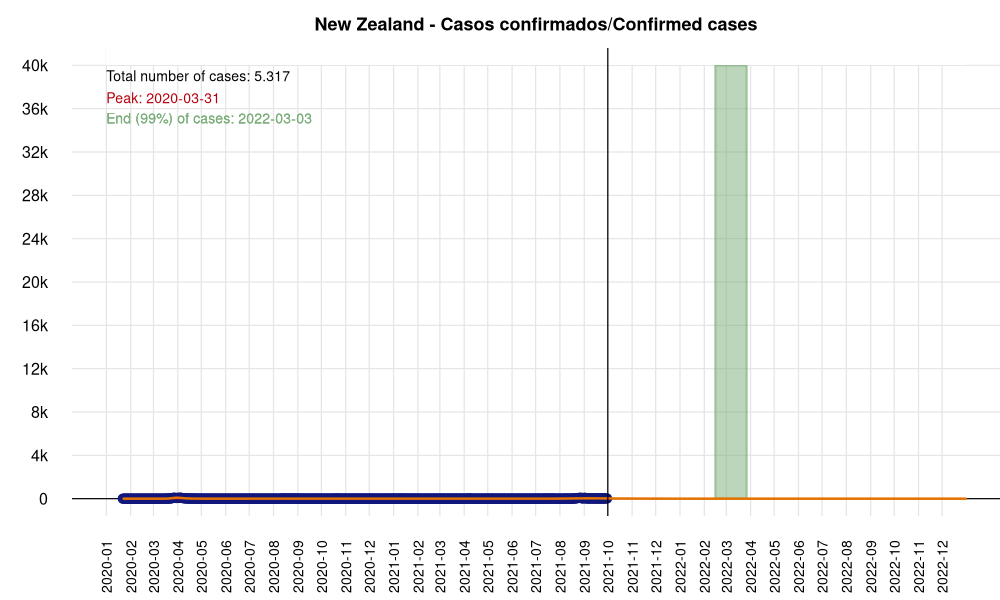 New Zealand - Casos confirmados/Confirmed cases
Total number of cases: 5.317
Peak: 2020-03-31
End (99%) of cases: 2022-03-03
40k
36k
32k
28k
24k
20k
16k
12k
8k
4k
0
2020-01
2020-02
2020-03
2020-04
2020-05
2020-06
2020-07
2020-08
2020-09
2020-10
2020-11
2020-12
2021-01
2021-02
2021-03
2021-04
2021-05
2021-06
2021-07
2021-08
2021-09
2021-10
2021-11
2021-12
2022-01
2022-02
2022-03
2022-04
2022-05
2022-06
2022-07
2022-08
2022-09
2022-10
2022-11
2022-12